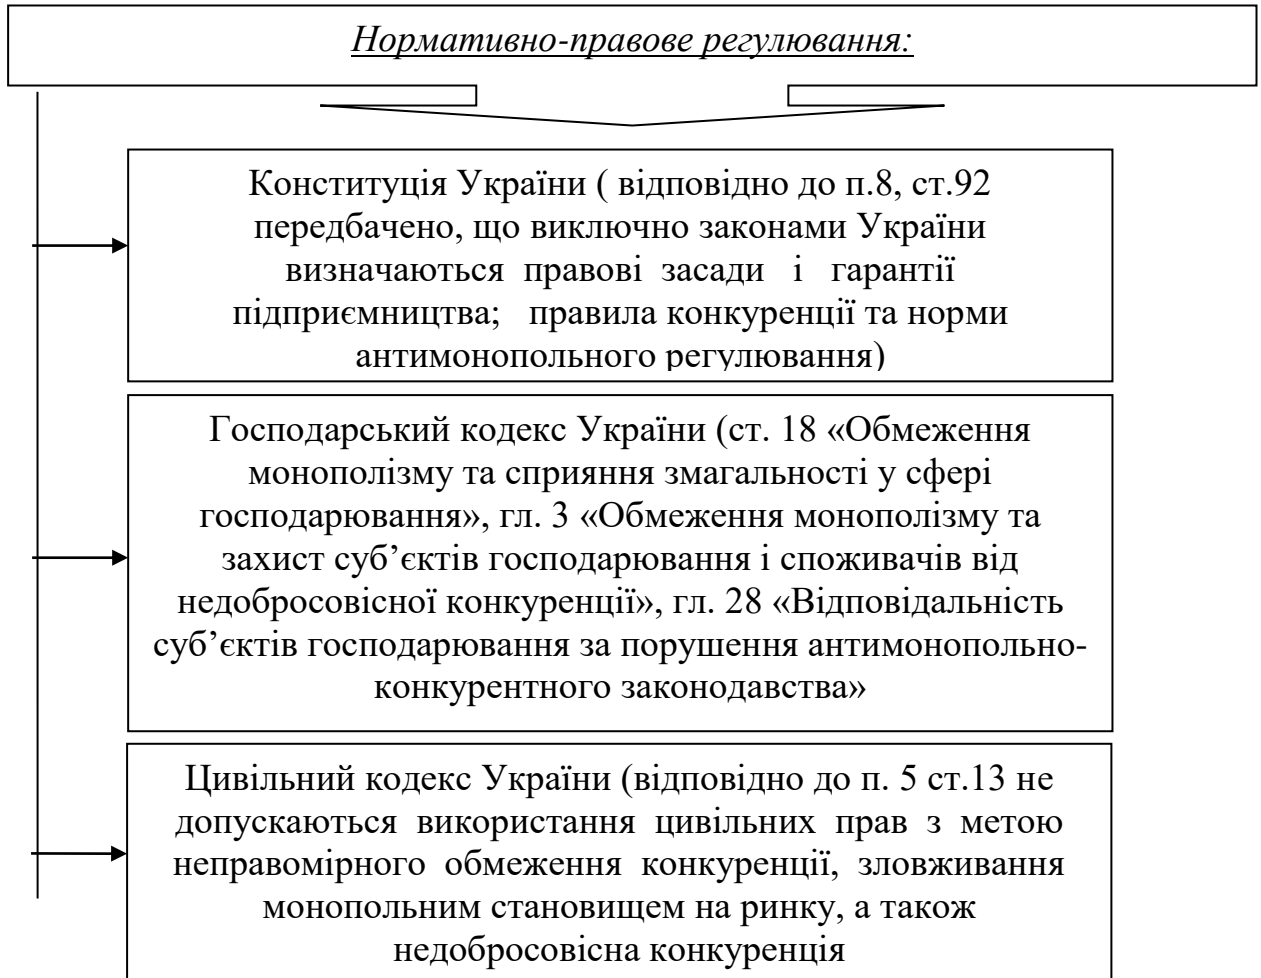 Нормативно-правове регулювання:
Конституція України ( відповідно до п.8, ст.92
передбачено, що виключно законами України
визначаються правові засади і гарантії
підприємництва; правила конкуренції та норми
антимонопольного регулювання)
Господарський кодекс України (ст. 18 «Обмеження
монополізму та сприяння змагальності у сфері
господарювання», гл. 3 «Обмеження монополізму та
захист суб’єктів господарювання і споживачів від
недобросовісної конкуренції», гл. 28 «Відповідальність
суб’єктів господарювання за порушення антимонопольно-
конкурентного законодавства»
Цивільний кодекс України (відповідно до п. 5 ст.13 не
допускаються використання цивільних прав з метою
неправомірного обмеження конкуренції, зловживання
монопольним становищем на ринку, а також
недобросовісна конкуренція